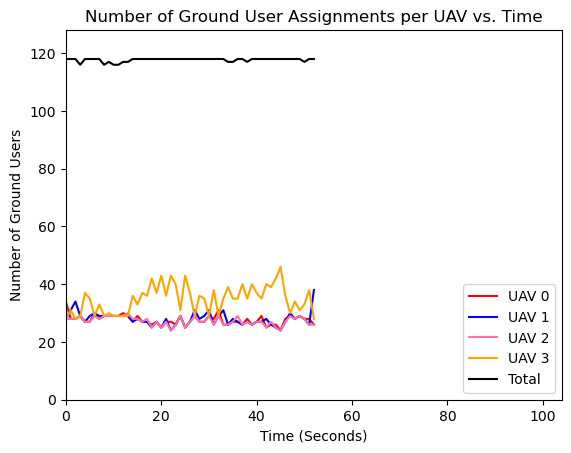 Number of Ground User Assignments per UAV vs. Time
120
100
80
60
40
20
0
Number of Ground Users
UAV 0
UAV 1
UAV 2
UAV 3
Total
0 20 40 60 80 100
Time (Seconds)